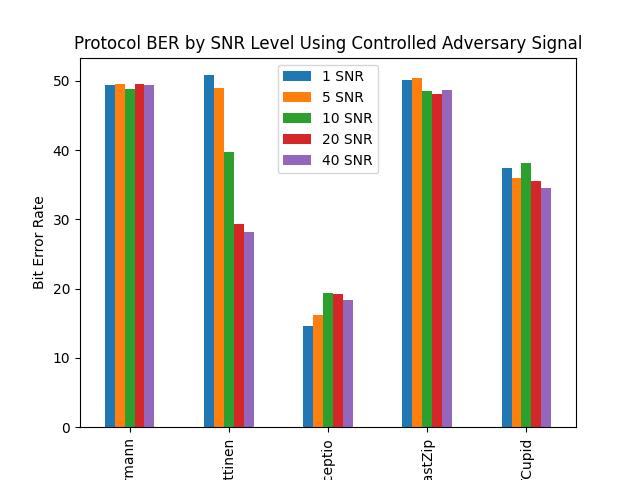 Protocol BER by SNR Level Using Controlled Adversary Signal
1 SNR
5 SNR
10 SNR
20 SNR
40 SNR
Bit Error Rate
50
40
30
20
10
0
rmann
ttinen
ceptio
astZip
Cupid